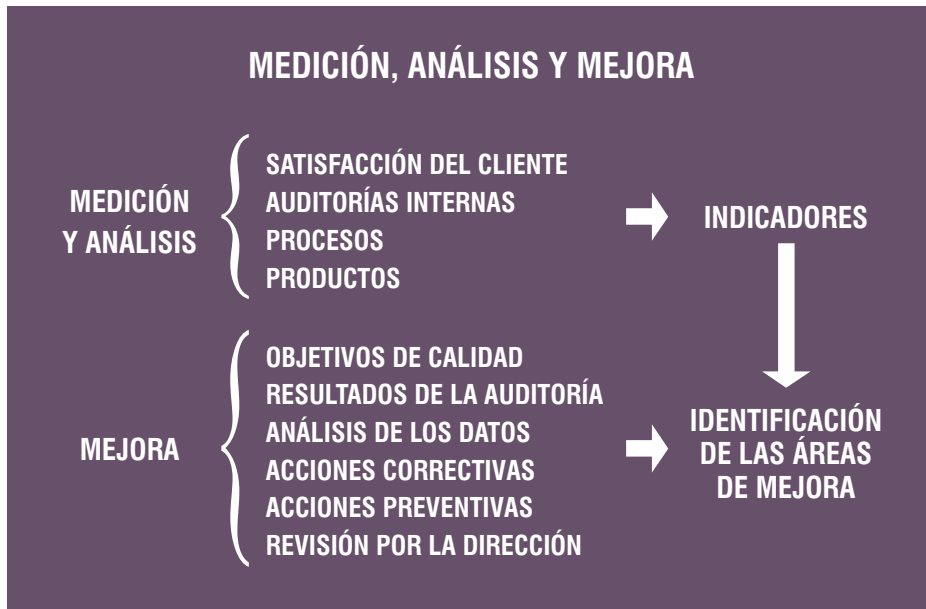 MEDICIÓN, ANÁLISIS Y MEJORA
MEDICIÓN
Y ANÁLISIS
SATISFACCIÓN DEL CLIENTE
AUDITORÍAS INTERNAS
PROCESOS
PRODUCTOS
INDICADORES
MEJORA
OBJETIVOS DE CALIDAD
RESULTADOS DE LA AUDITORÍA
ANÁLISIS DE LOS DATOS
ACCIONES CORRECTIVAS
ACCIONES PREVENTIVAS
REVISIÓN POR LA DIRECCIÓN
IDENTIFICACIÓN
DE LAS ÁREAS
DE MEJORA